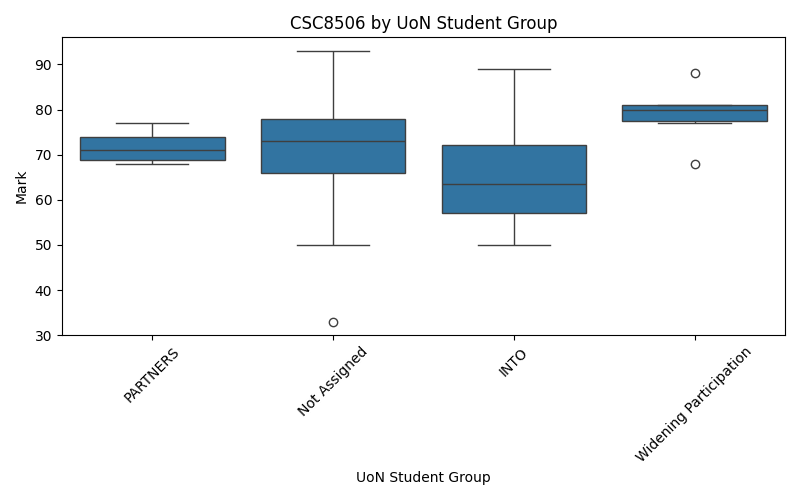 CSC8506 by UoN Student Group
Mark
90
80
70
60
50
40
30
PARTNERS
Not Assigned
INTO
Widening Participation
UoN Student Group